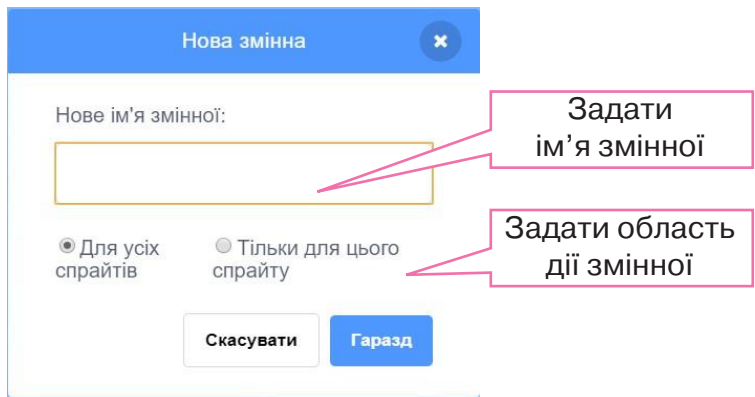 Нова змінна
Нове ім'я змінної:
Задати
ім’я змінної
Для усіх
спрайтів
Тільки для цього
спрайту
Задати область
дії змінної
Скасувати
Гаразд